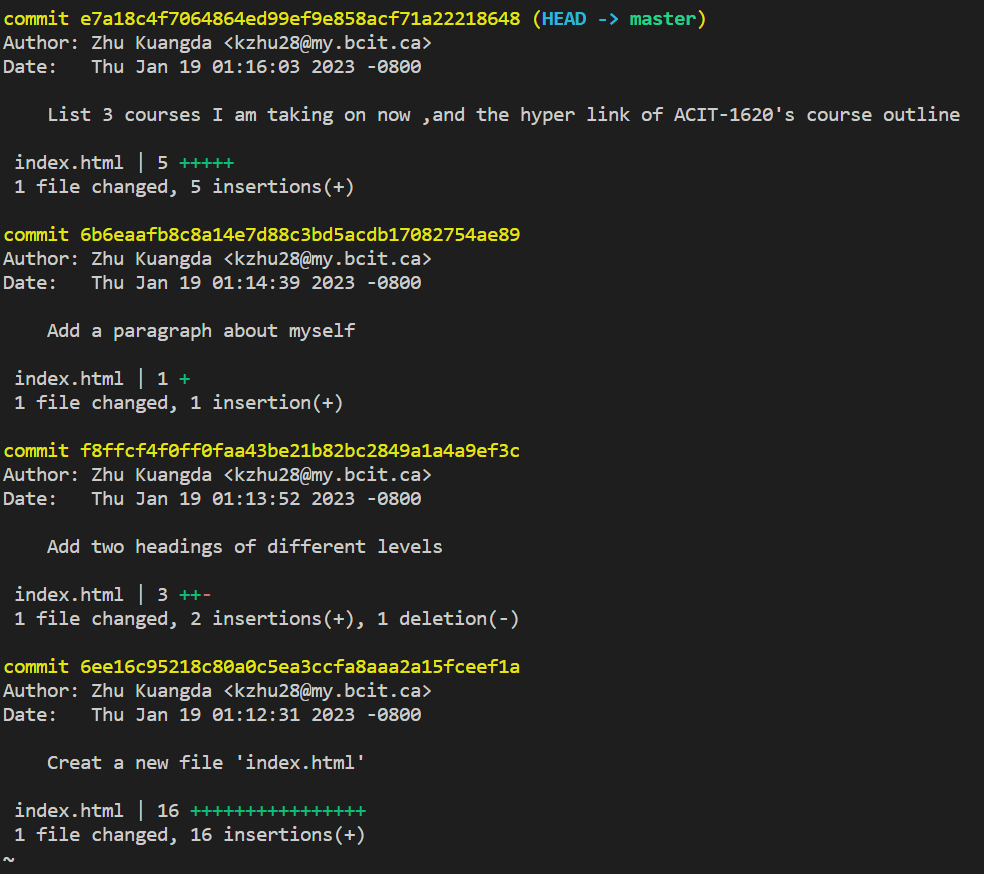 commit e7a18c4f7064864ed99ef9e858acf71a22218648 (HEAD -> master)
Author: Zhu Kuangda <kzhu28@my.bcit.ca>
Date:   Thu Jan 19 01:16:03 2023 -0800
List 3 courses I am taking on now ,and the hyper link of ACIT-1620's course outline
index.html | 5 +++++
1 file changed, 5 insertions(+)
commit 6b6eaafb8c8a14e7d88c3bd5acdb17082754ae89
Author: Zhu Kuangda <kzhu28@my.bcit.ca>
Date:   Thu Jan 19 01:14:39 2023 -0800
Add a paragraph about myself
index.html | 1 +
1 file changed, 1 insertion(+)
commit f8ffcf4f0ff0faa43be21b82bc2849a1a4a9ef3c
Author: Zhu Kuangda <kzhu28@my.bcit.ca>
Date:   Thu Jan 19 01:13:52 2023 -0800
Add two headings of different levels
index.html | 3 ++-
1 file changed, 2 insertions(+), 1 deletion(-)
commit 6ee16c95218c80a0c5ea3ccfa8aaa2a15fceef1a
Author: Zhu Kuangda <kzhu28@my.bcit.ca>
Date:   Thu Jan 19 01:12:31 2023 -0800
Creat a new file 'index.html'
index.html | 16 ++++++++++++++++
1 file changed, 16 insertions(+)
~